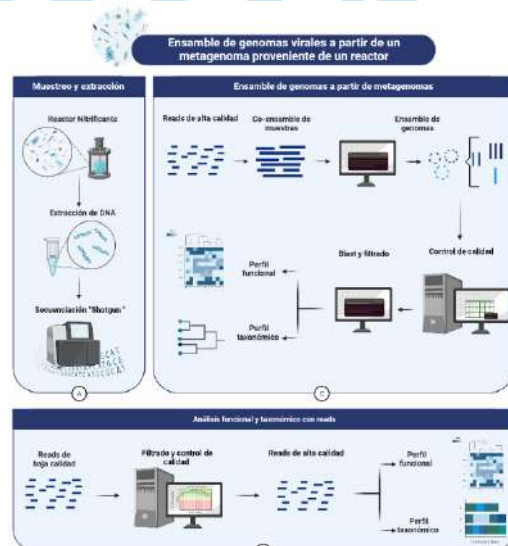 Ensamble de genomas virales a partir de un
metagenoma proveniente de un reactor
Muestreo y extracción
Reactor Nitrificante
Extracción de DNA
Secuenciación "Shotgun"
A
Ensamble de genomas a partir de metagenomas
Reads de alta calidad
Co-ensamble de
muestras
Ensamble de
genomas
Control de calidad
Blast y filtrado
Perfil
funcional
Perfil
taxonómico
C
Análisis funcional y taxonómico con reads
Reads de
baja calidad
Filtrado y control de
calidad
Reads de alta calidad
Perfil
funcional
Perfil
taxonómico